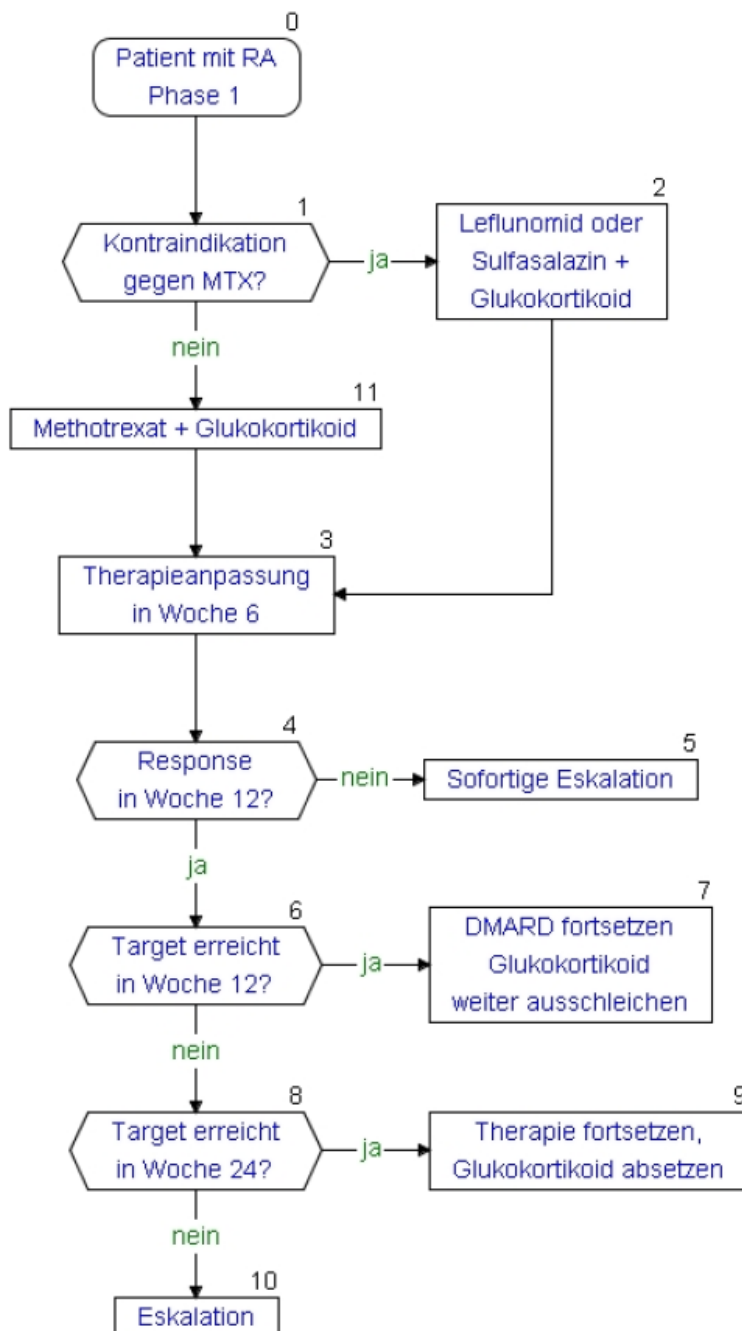 0
Patient mit RA
Phase 1
1
Kontraindikation
gegen MTX?
ja
2
Leflunomid oder
Sulfasalazin +
Glukokortikoid
nein
11
Methotrexat + Glukokortikoid
3
Therapieanpassung
in Woche 6
4
Response
in Woche 12?
nein
5
Sofortige Eskalation
ja
6
Target erreicht
in Woche 12?
ja
7
DMARD fortsetzen
Glukokortikoid
weiter ausschleichen
nein
8
Target erreicht
in Woche 24?
ja
9
Therapie fortsetzen,
Glukokortikoid absetzen
nein
10
Eskalation